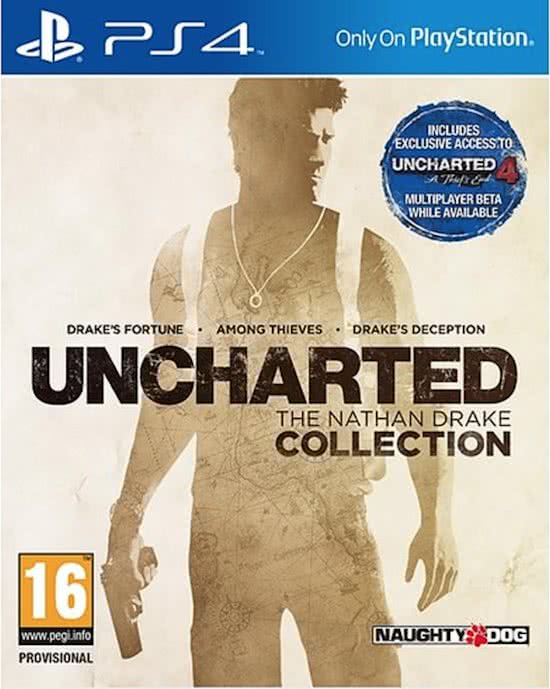 PS4™
Only On PlayStation®
INCLUDES
EXCLUSIVE ACCESS TO
UNCHARTED 4
A Thief's End
MULTIPLAYER BETA
WHILE AVAILABLE
DRAKE'S FORTUNE • AMONG THIEVES • DRAKE'S DECEPTION
UNCHARTED
THE NATHAN DRAKE
COLLECTION
16
www.pegi.info
PROVISIONAL
NAUGHTY DOG